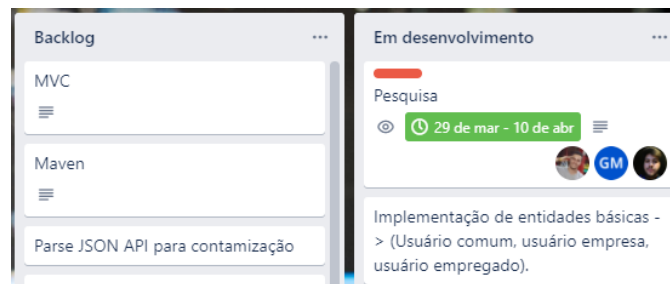 Backlog
MVC
Maven
Parse JSON API para contamização
Em desenvolvimento
Pesquisa
29 de mar - 10 de abr
GM
Implementação de entidades básicas -
> (Usuário comum, usuário empresa,
usuário empregado).